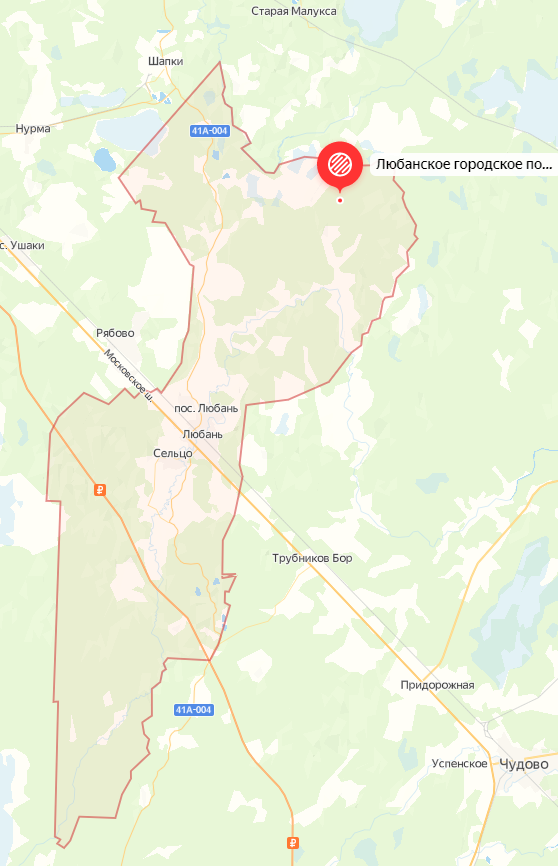 Старая Малукса
Шапки
Нурма
41А-004
Любанское городское по...
с. Ушаки
Рябово
Московское ш.
пос. Любань
Любань
Сельцо
₽
Трубников Бор
Придорожная
41А-004
Успенское
Чудово
₽